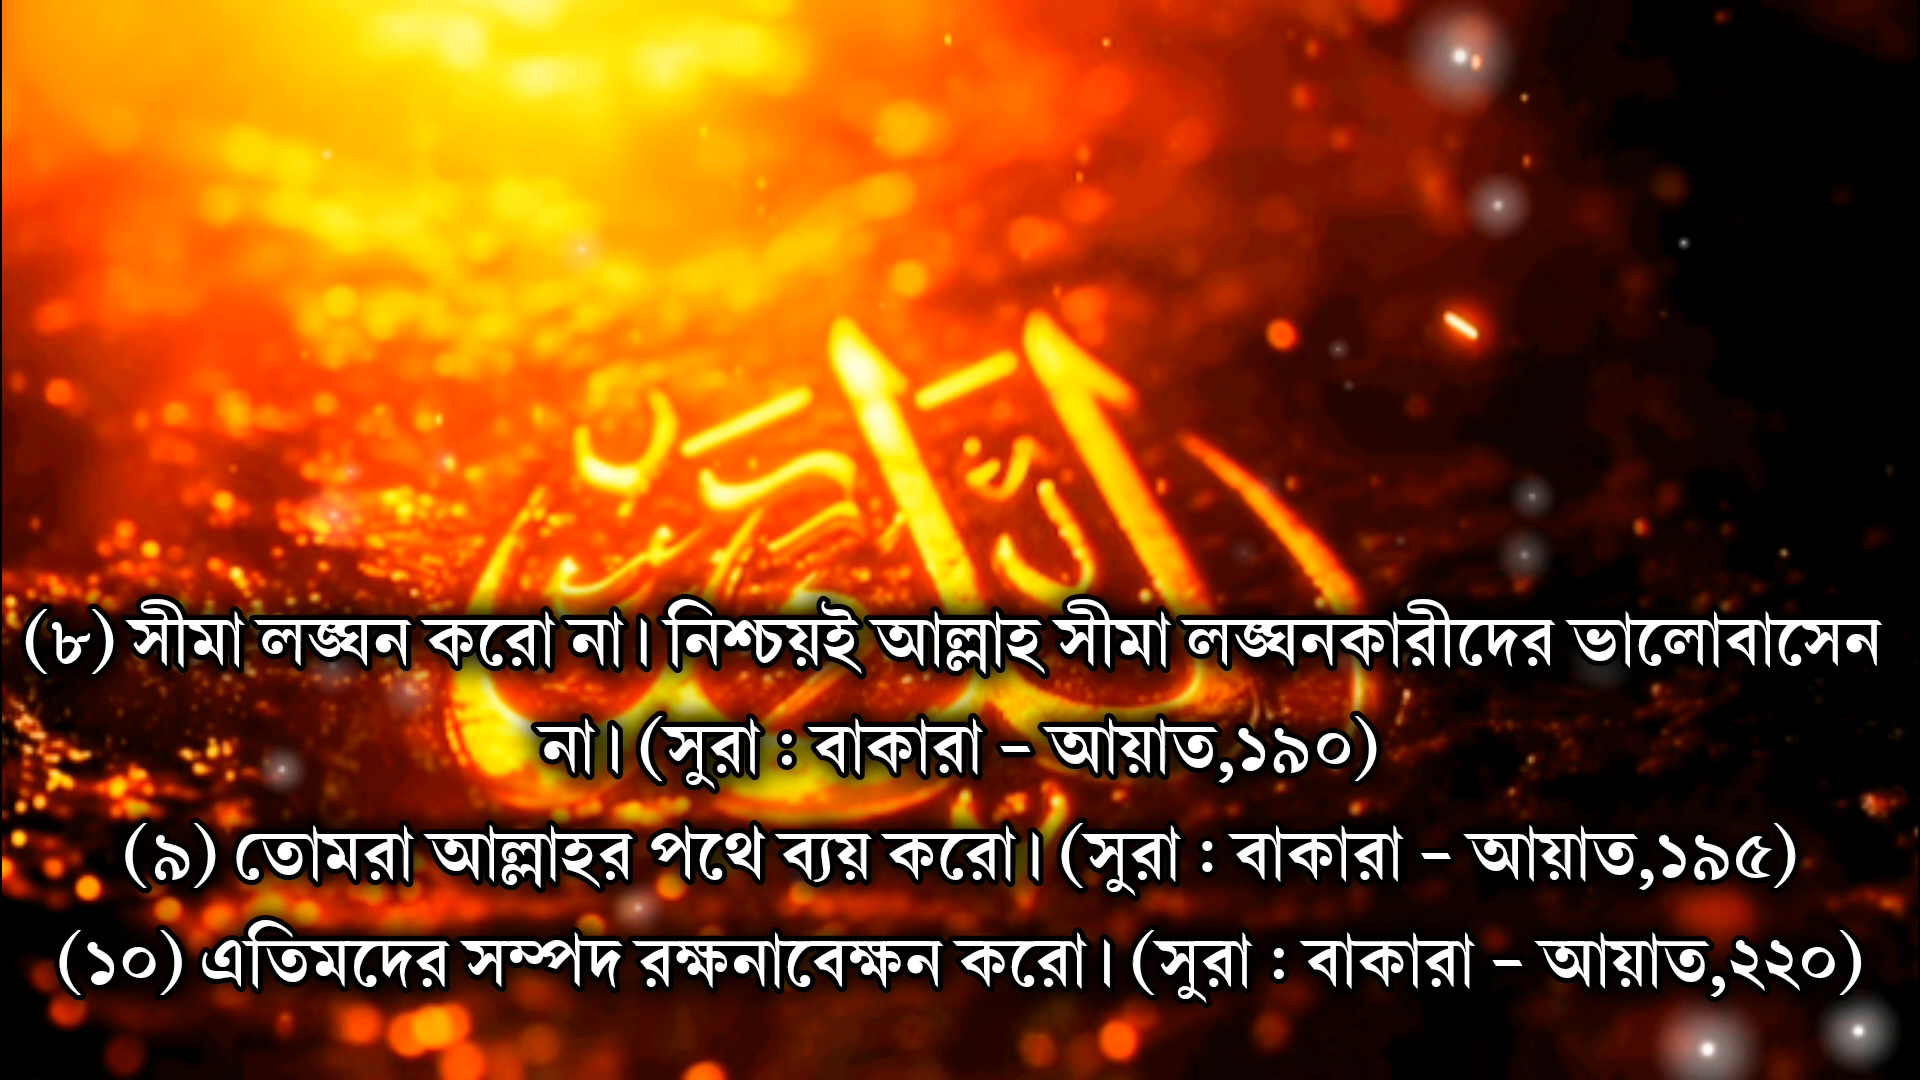 (৮) সীমা লঙ্ঘন করো না। নিশ্চয়ই আল্লাহ সীমা লঙ্ঘনকারীদের ভালোবাসেন
না। (সুরা : বাকারা – আয়াত,১৯০)
(৯) তোমরা আল্লাহর পথে ব্যয় করো। (সুরা : বাকারা – আয়াত,১৯৫)
(১০) এতিমদের সম্পদ রক্ষনাবেক্ষন করো। (সুরা : বাকারা – আয়াত,২২০)